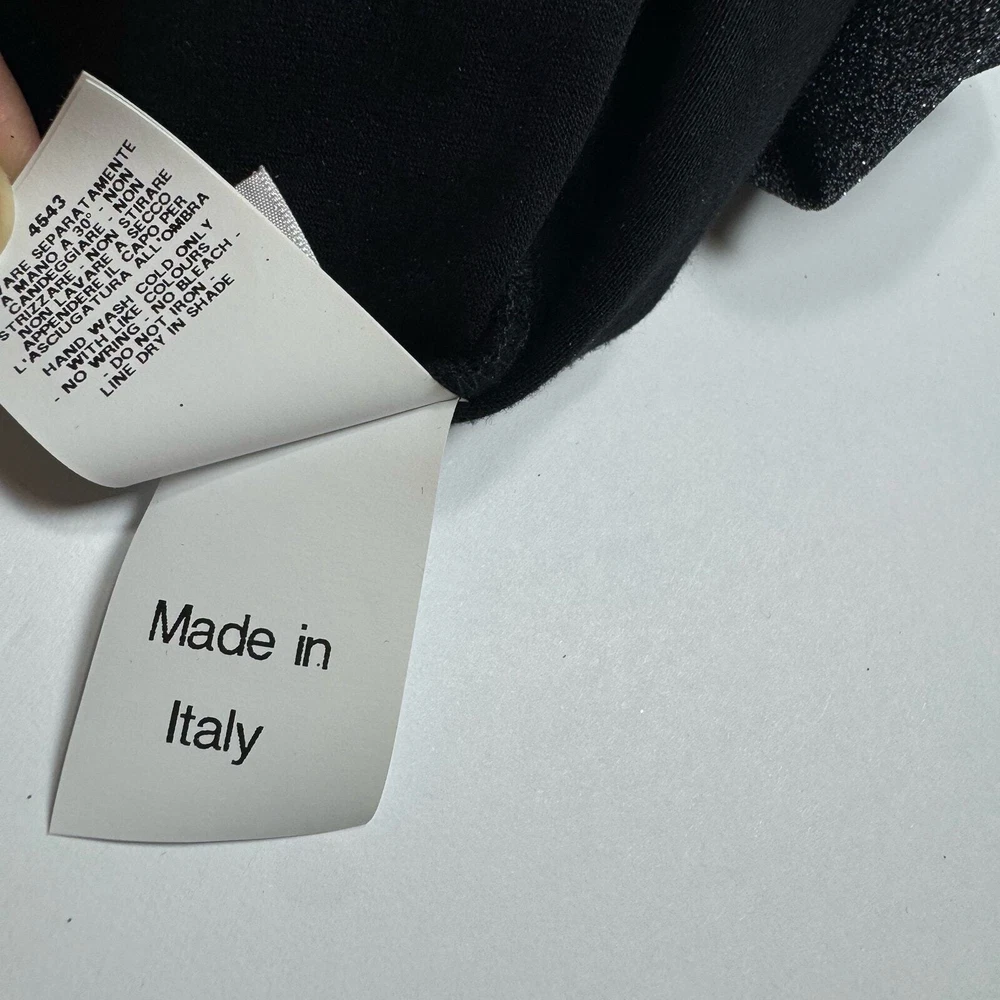 4543
ARE SEPARATAMENTE
A MANO A 30° - NON
CANDEGGIARE - NON
STRIZZARE - NON STIRARE
NON LAVARE A SECCO
APPENDERE IL CAPO PER
L'ASCIUGATURA ALL'OMBRA
HAND WASH COLD ONLY
WITH LIKE COLOURS -
NO WRING - NO BLEACH -
- DO NOT IRON -
LINE DRY IN SHADE
Made in
Italy